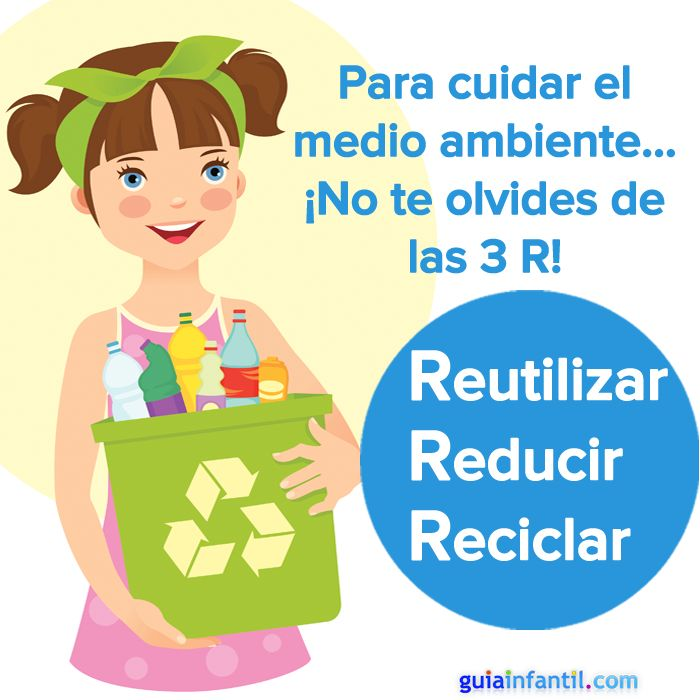 Para cuidar el
medio ambiente...
¡No te olvides de
las 3 R!
Reutilizar
Reducir
Reciclar
guiainfantil.com